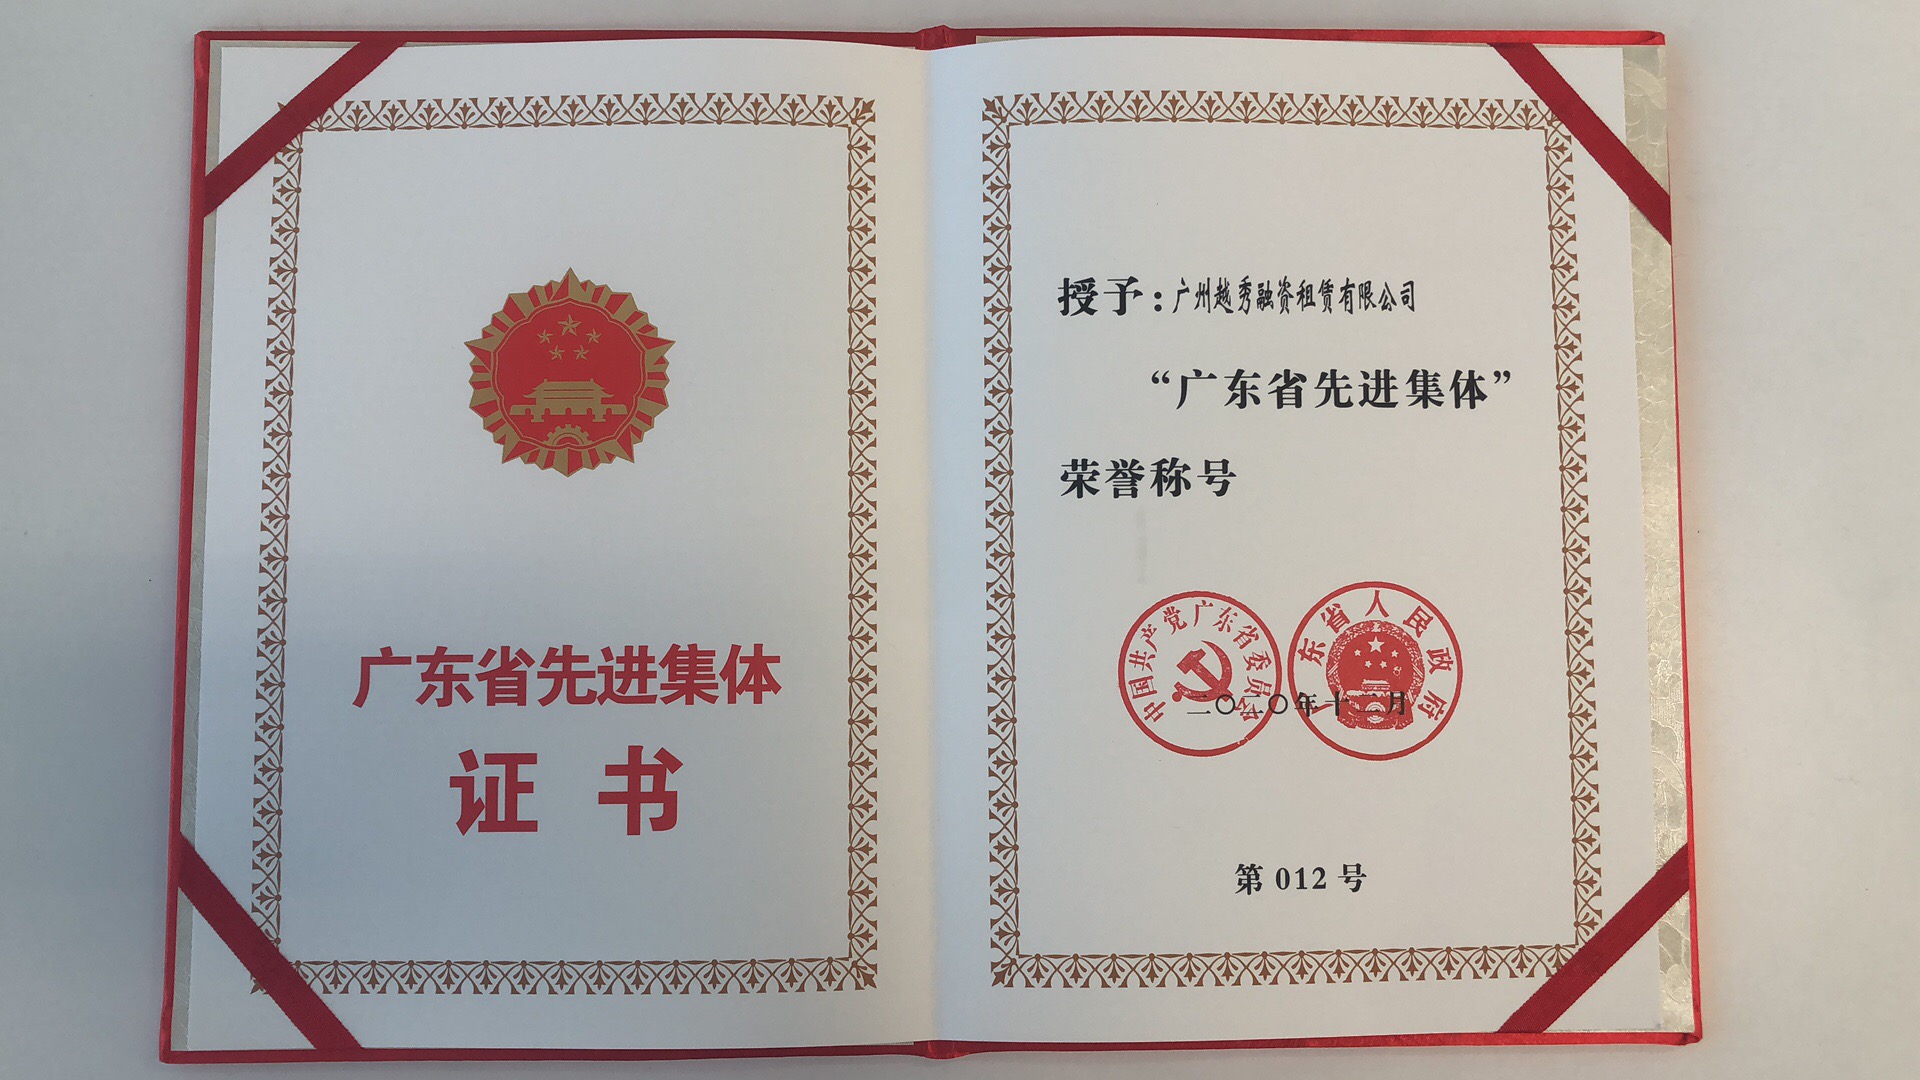 广东省先进集体
证书
授予:广州越秀融资租赁有限公司
“广东省先进集体”
荣誉称号
中国共产党广东省委员会
广东省人民政府
二〇二〇年十二月
第 012 号